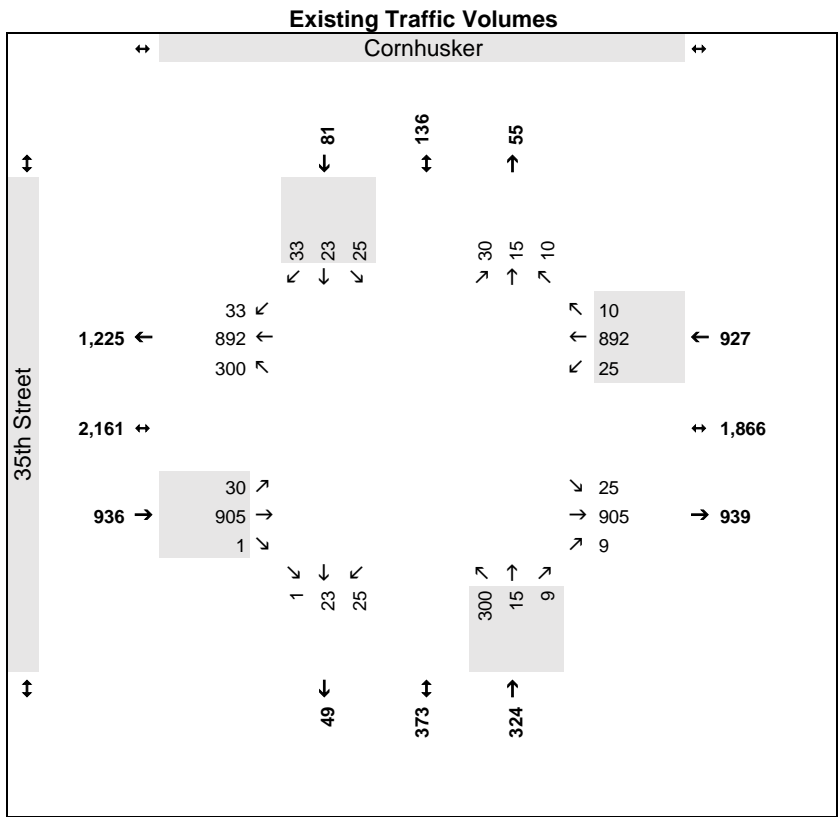 Existing Traffic Volumes
↔ Cornhusker ↔
81 136 55
↕ ↓ ↕ ↑
33 23 25 30 15 10
↙ ↓ ↘ ↗ ↑ ↖
33 ↙ ↖ 10
1,225 ← 892 ← ← 892 ← 927
300 ↖ ↙ 25
35th Street
2,161 ↔ ↔ 1,866
30 ↗ ↘ 25
936 → 905 → → 905 → 939
1 ↘ ↗ 9
↘ ↓ ↙ ↖ ↑ ↗
1 23 25 300 15 9
↕ ↓ ↕ ↑
49 373 324